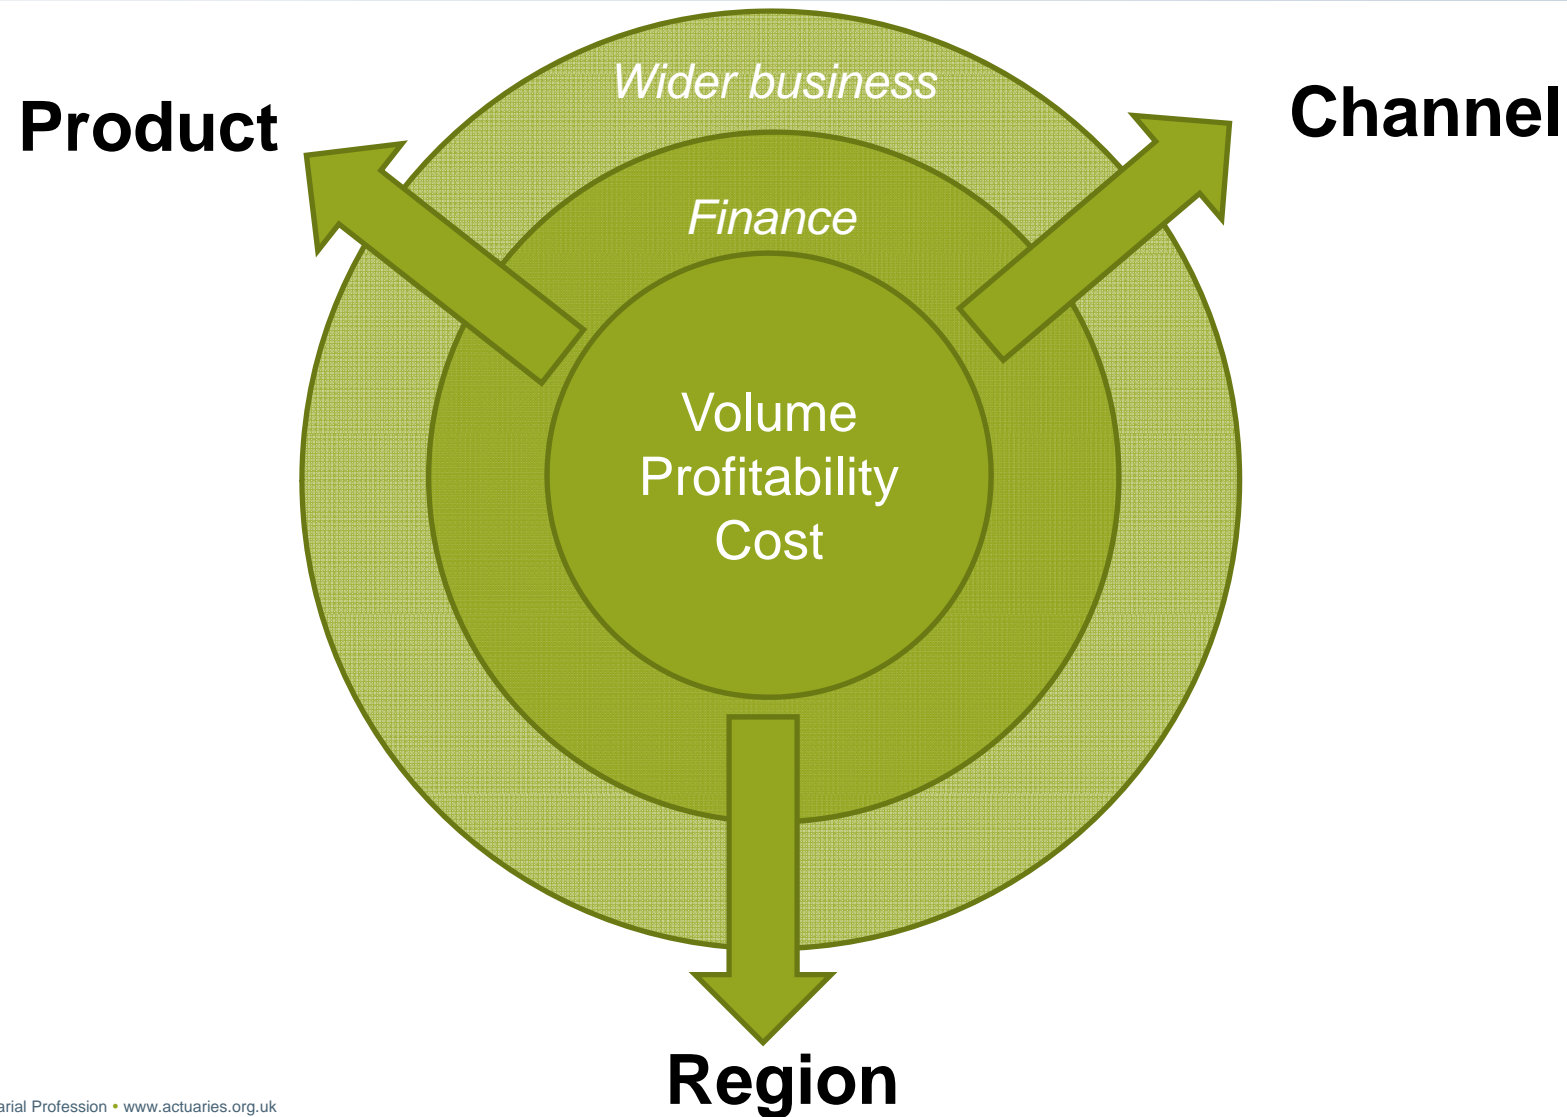 Wider business
Product
Channel
Finance
Volume
Profitability
Cost
Region
arial Profession • www.actuaries.org.uk